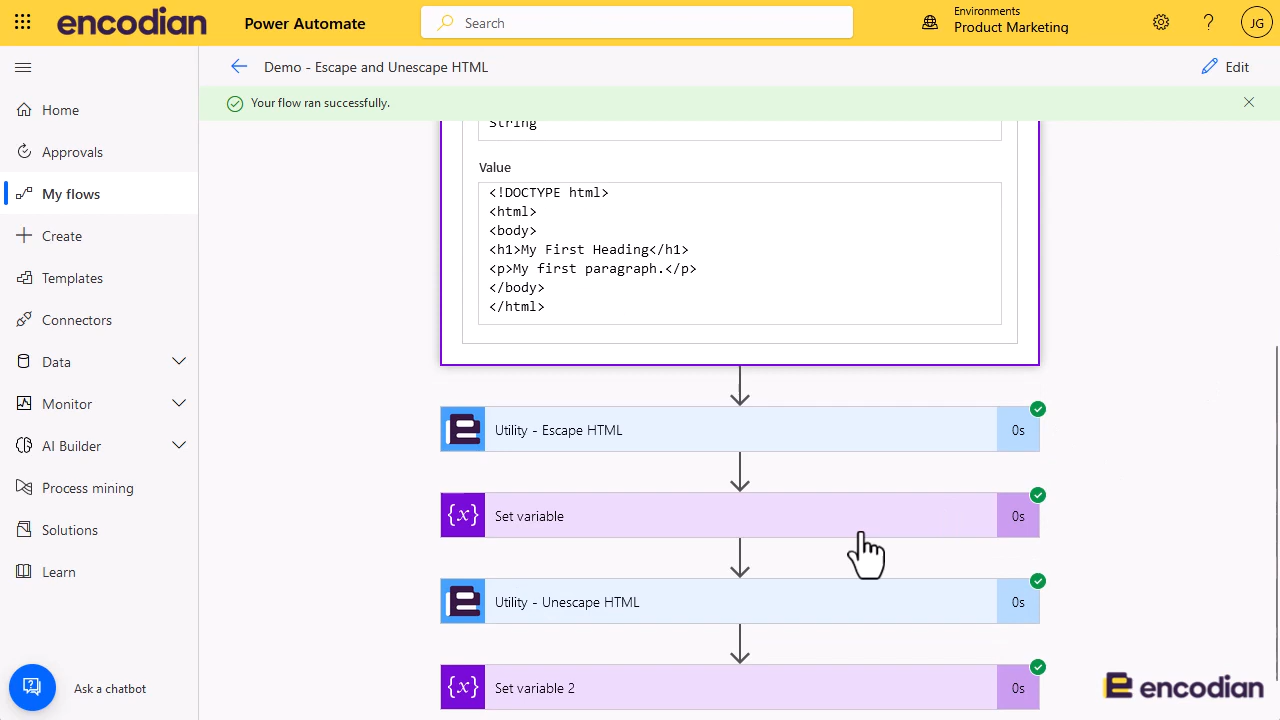 encodian
Power Automate
Search
Environments
Product Marketing
?
JG
Demo - Escape and Unescape HTML
Edit
Your flow ran successfully.
Home
Approvals
My flows
Create
Templates
Connectors
Data
Monitor
AI Builder
Process mining
Solutions
Learn
Ask a chatbot
String
Value
<!DOCTYPE html>
<html>
<body>
<h1>My First Heading</h1>
<p>My first paragraph.</p>
</body>
</html>
Utility - Escape HTML
0s
{x}
Set variable
0s
Utility - Unescape HTML
0s
{x}
Set variable 2
0s
encodian